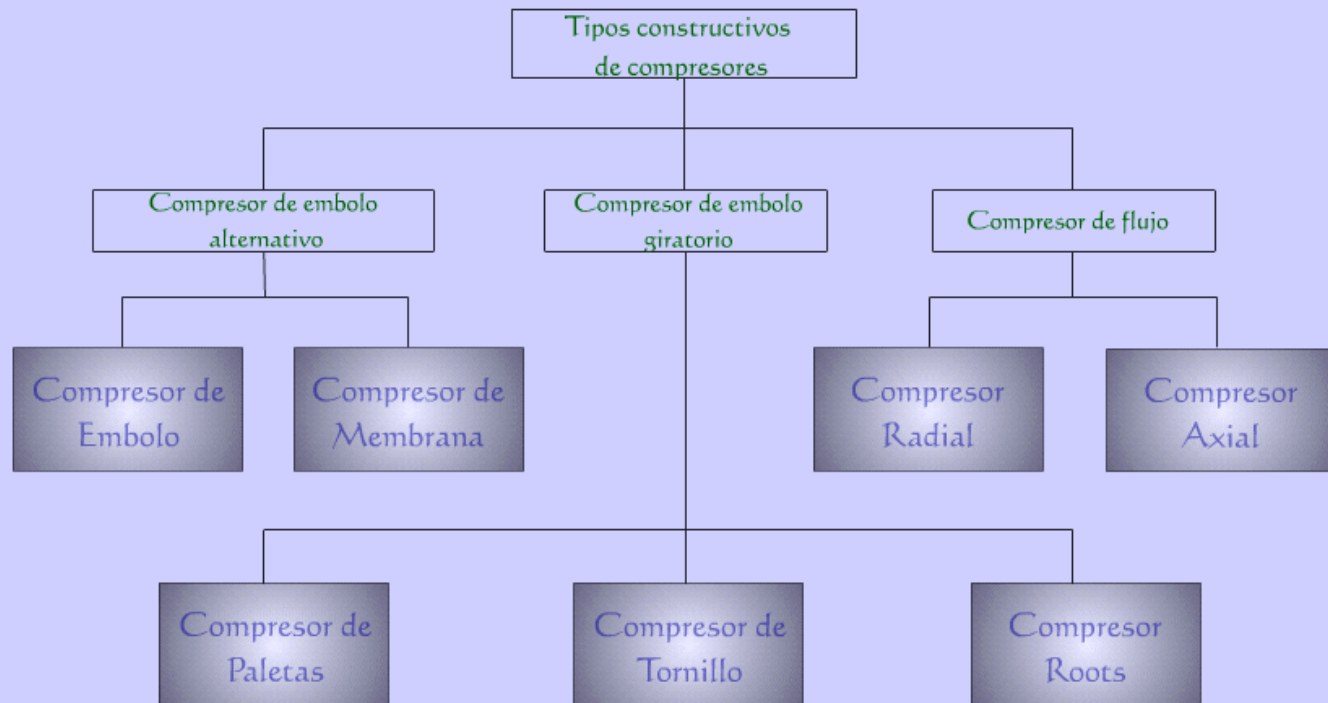 Tipos constructivos
de compresores
Compresor de embolo
alternativo
Compresor de embolo
giratorio
Compresor de flujo
Compresor de
Embolo
Compresor de
Membrana
Compresor
Radial
Compresor
Axial
Compresor de
Paletas
Compresor de
Tornillo
Compresor
Roots